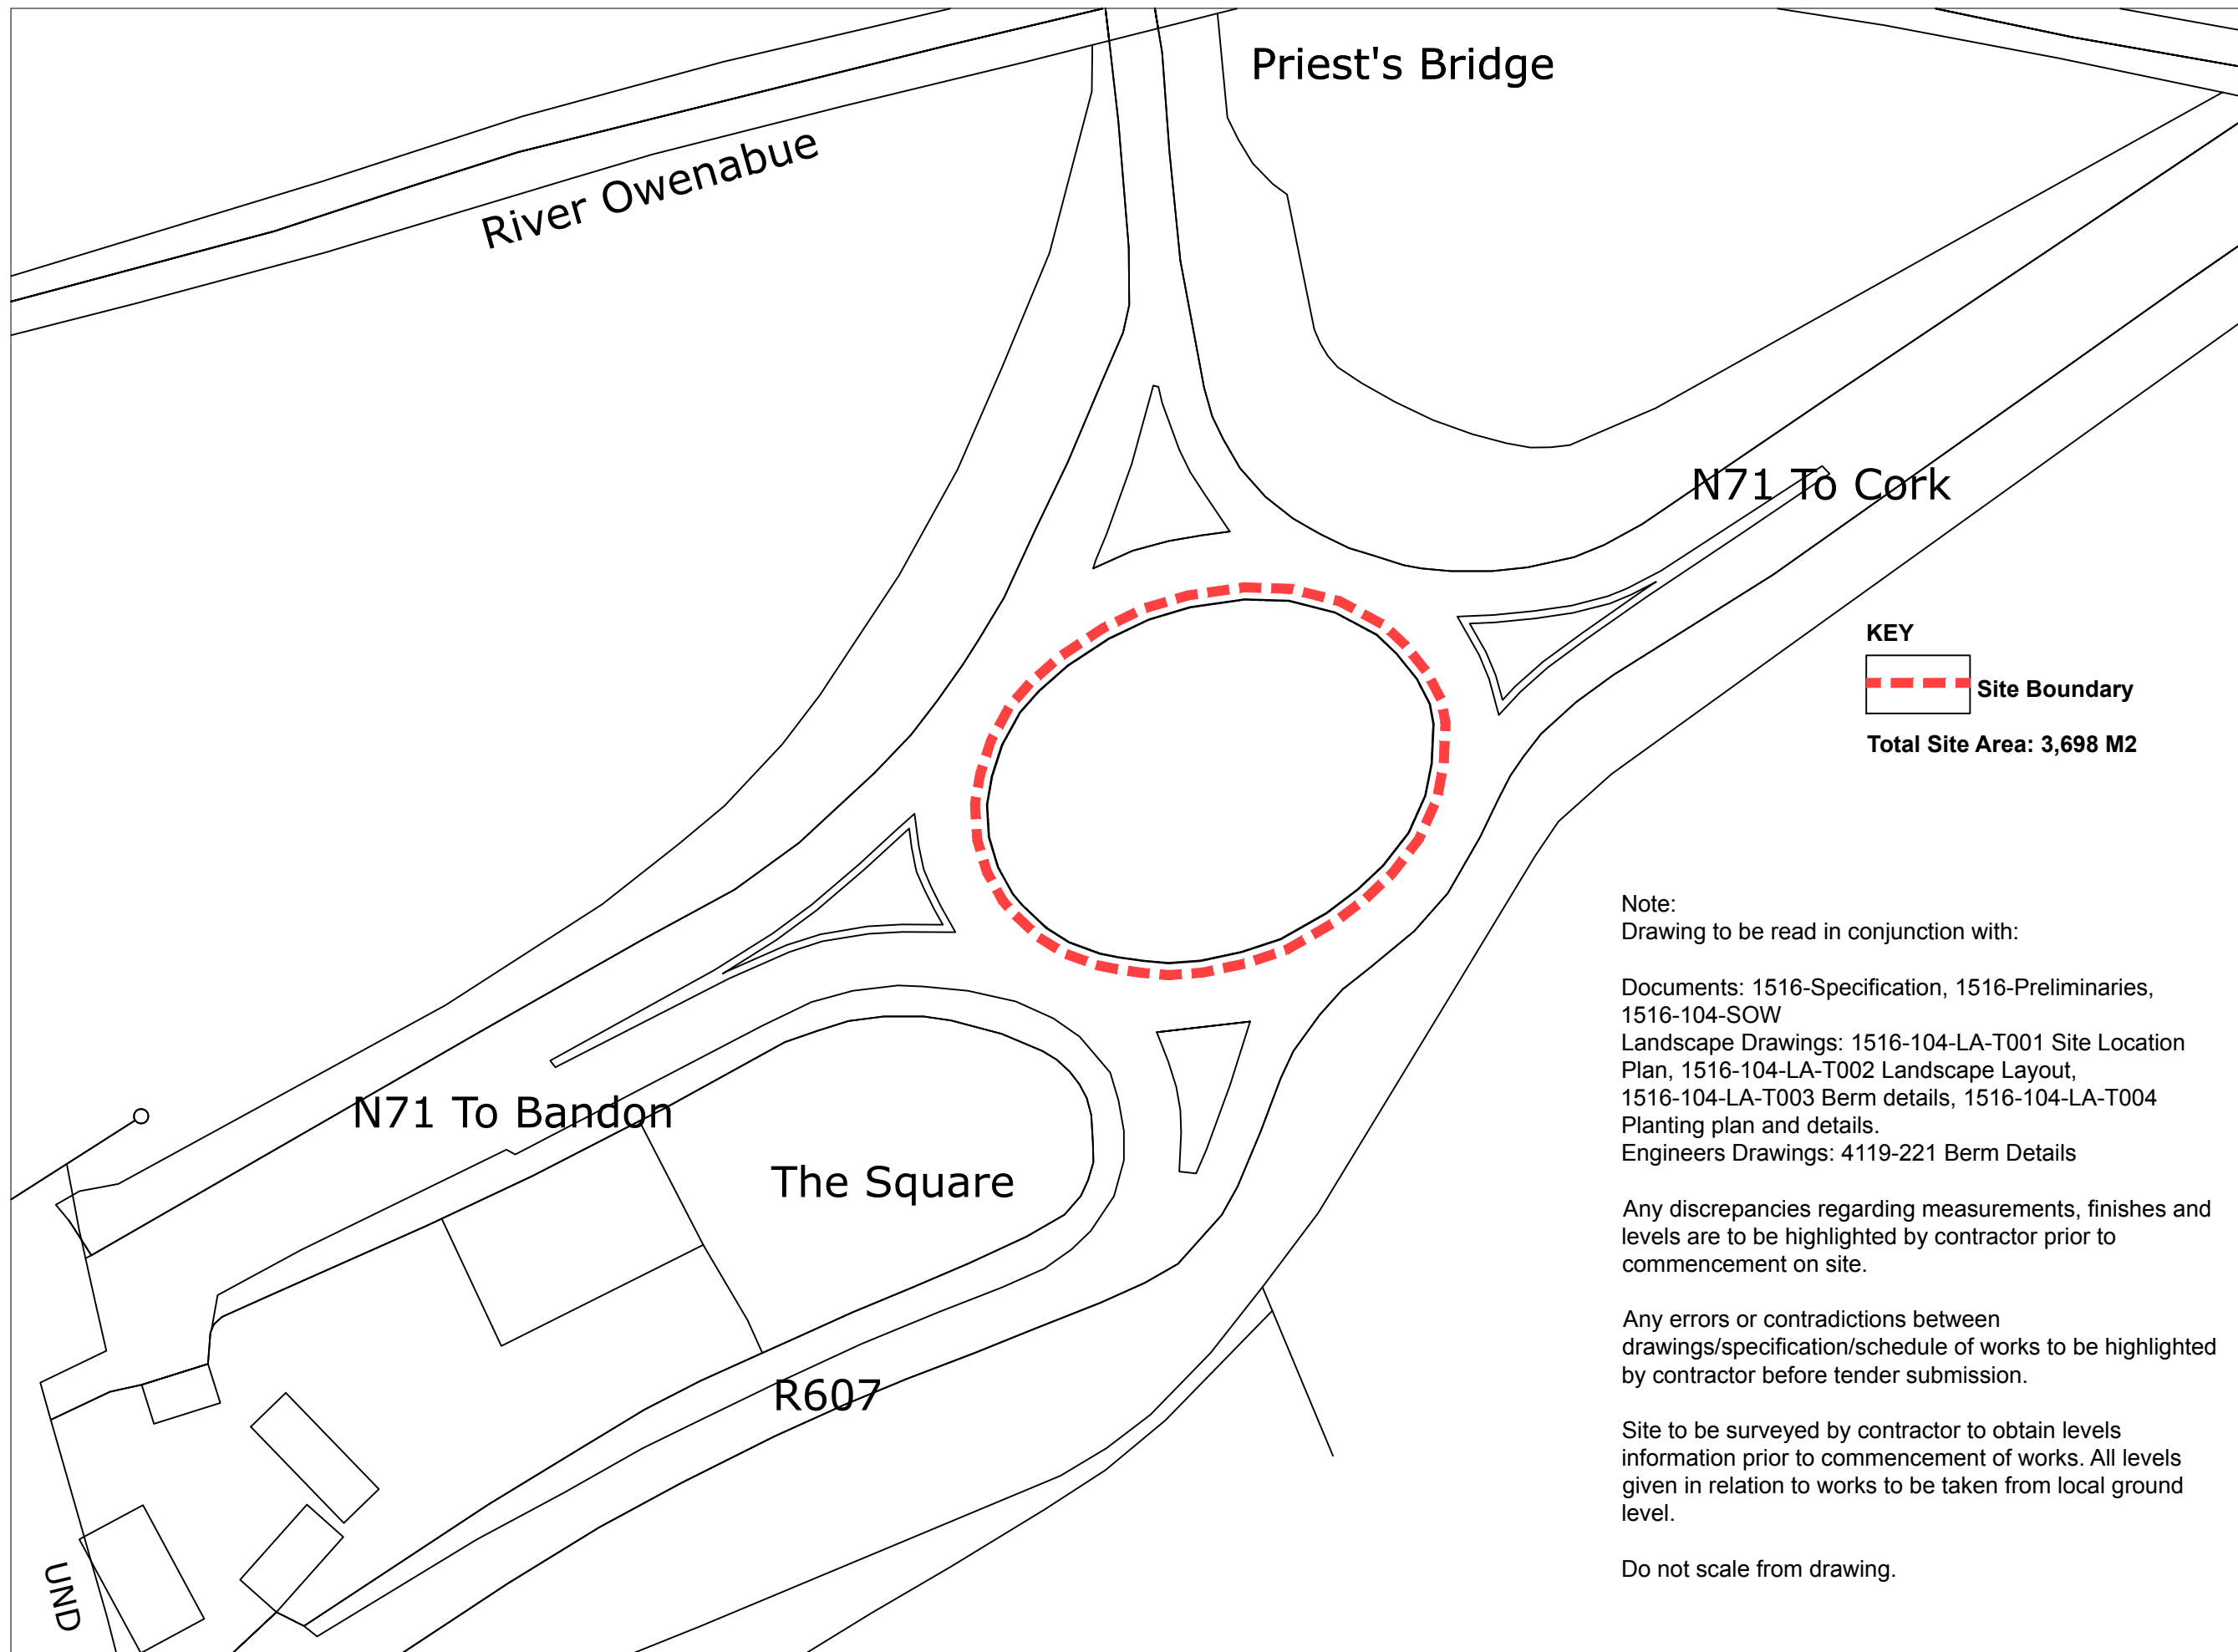 Priest's Bridge
River Owenabue
N71 To Cork
KEY
Site Boundary
Total Site Area: 3,698 M2
Note:
Drawing to be read in conjunction with:
Documents: 1516-Specification, 1516-Preliminaries,
1516-104-SOW
Landscape Drawings: 1516-104-LA-T001 Site Location
Plan, 1516-104-LA-T002 Landscape Layout,
1516-104-LA-T003 Berm details, 1516-104-LA-T004
Planting plan and details.
Engineers Drawings: 4119-221 Berm Details
Any discrepancies regarding measurements, finishes and
levels are to be highlighted by contractor prior to
commencement on site.
Any errors or contradictions between
drawings/specification/schedule of works to be highlighted
by contractor before tender submission.
Site to be surveyed by contractor to obtain levels
information prior to commencement of works. All levels
given in relation to works to be taken from local ground
level.
Do not scale from drawing.
N71 To Bandon
The Square
R607
UND